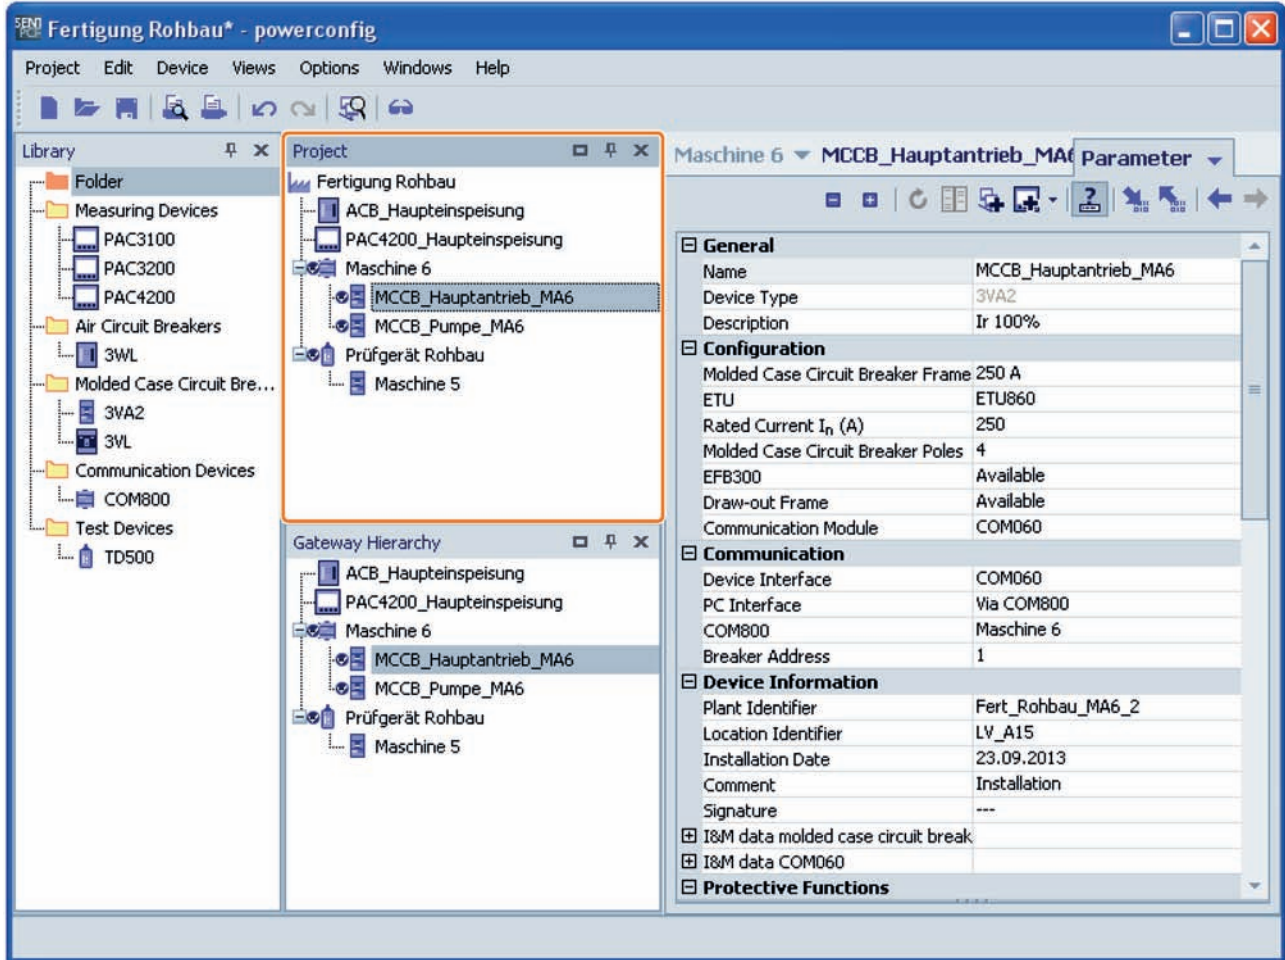 SENTRON PCF Fertigung Rohbau* - powerconfig
Project Edit Device Views Options Windows Help
Library
Folder
Measuring Devices
PAC3100
PAC3200
PAC4200
Air Circuit Breakers
3WL
Molded Case Circuit Bre...
3VA2
3VL
Communication Devices
COM800
Test Devices
TD500
Project
Fertigung Rohbau
ACB_Haupteinspeisung
PAC4200_Haupteinspeisung
Maschine 6
MCCB_Hauptantrieb_MA6
MCCB_Pumpe_MA6
Prüfgerät Rohbau
Maschine 5
Gateway Hierarchy
ACB_Haupteinspeisung
PAC4200_Haupteinspeisung
Maschine 6
MCCB_Hauptantrieb_MA6
MCCB_Pumpe_MA6
Prüfgerät Rohbau
Maschine 5
Maschine 6 MCCB_Hauptantrieb_MA6 Parameter
General
Name MCCB_Hauptantrieb_MA6
Device Type 3VA2
Description Ir 100%
Configuration
Molded Case Circuit Breaker Frame 250 A
ETU ETU860
Rated Current In (A) 250
Molded Case Circuit Breaker Poles 4
EFB300 Available
Draw-out Frame Available
Communication Module COM060
Communication
Device Interface COM060
PC Interface Via COM800
COM800 Maschine 6
Breaker Address 1
Device Information
Plant Identifier Fert_Rohbau_MA6_2
Location Identifier LV_A15
Installation Date 23.09.2013
Comment Installation
Signature ---
I&M data molded case circuit break
I&M data COM060
Protective Functions